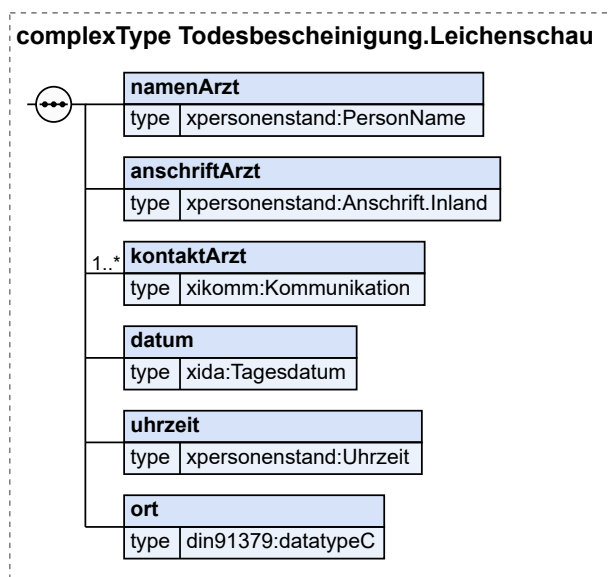 complexType Todesbescheinigung.Leichenschau
namenArzt
type xpersonenstand:PersonName
anschriftArzt
type xpersonenstand:Anschrift.Inland
1..* kontaktArzt
type xikomm:Kommunikation
datum
type xida:Tagesdatum
uhrzeit
type xpersonenstand:Uhrzeit
ort
type din91379:datatypeC